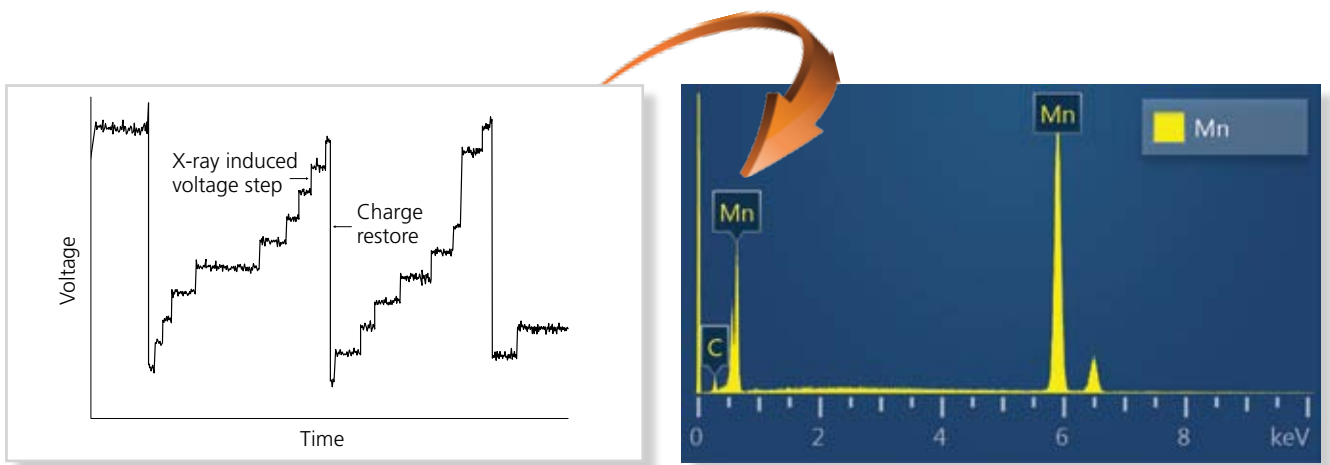 X-ray induced
voltage step
Charge
restore
Voltage
Time
Mn
Mn
Mn
C
0 2 4 6 8 keV